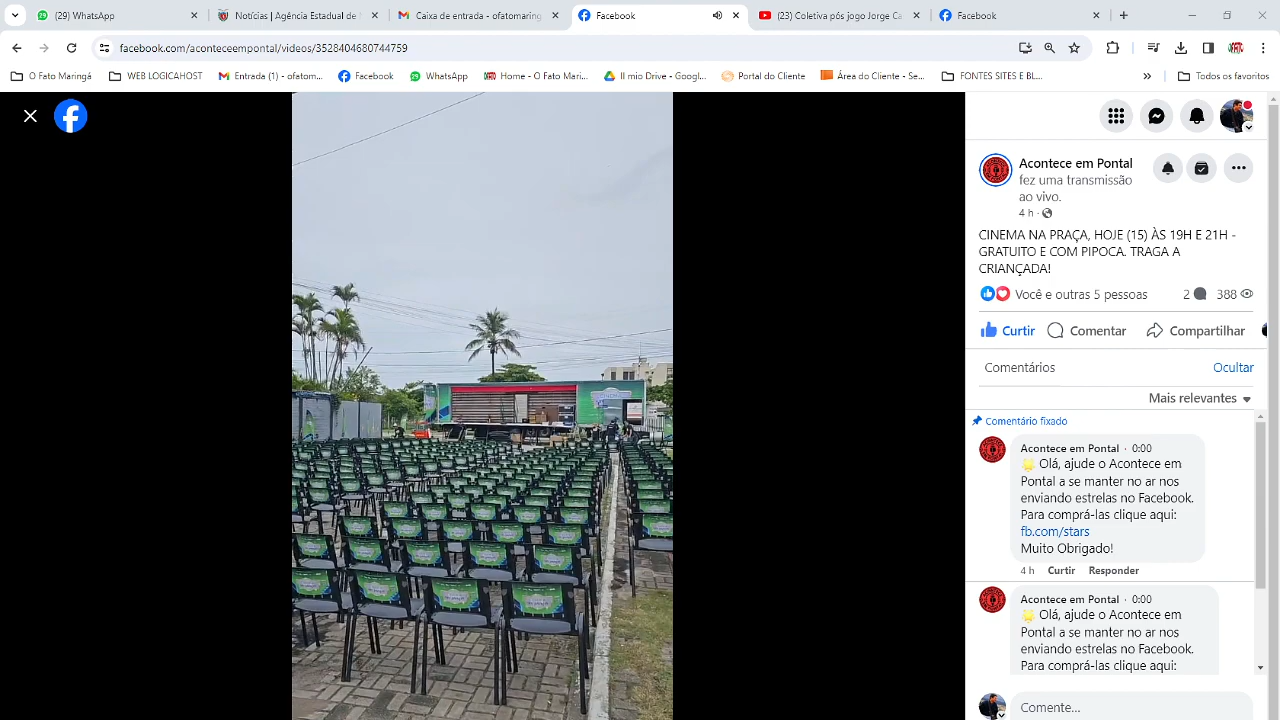 (29) WhatsApp
Notícias | Agência Estadual de
Caixa de entrada - ofatomaring
Facebook
(23) Coletiva pós jogo Jorge Ca
Facebook
facebook.com/aconteceempontal/videos/3528404680744759
O Fato Maringá
WEB LOGICAHOST
Entrada (1) - ofatom...
Facebook
WhatsApp
Home - O Fato Mari...
Il mio Drive - Googl...
Portal do Cliente
Área do Cliente - Se...
FONTES SITES E BL...
Todos os favoritos
Acontece em Pontal
fez uma transmissão
ao vivo.
4 h ·
CINEMA NA PRAÇA, HOJE (15) ÀS 19H E 21H -
GRATUITO E COM PIPOCA. TRAGA A
CRIANÇADA!
Você e outras 5 pessoas
2
388
Curtir
Comentar
Compartilhar
Comentários
Ocultar
Mais relevantes
Comentário fixado
Acontece em Pontal · 0:00
Olá, ajude o Acontece em
Pontal a se manter no ar nos
enviando estrelas no Facebook.
Para comprá-las clique aqui:
fb.com/stars
Muito Obrigado!
4 h Curtir Responder
Acontece em Pontal · 0:00
Olá, ajude o Acontece em
Pontal a se manter no ar nos
enviando estrelas no Facebook.
Para comprá-las clique aqui:
Comente...